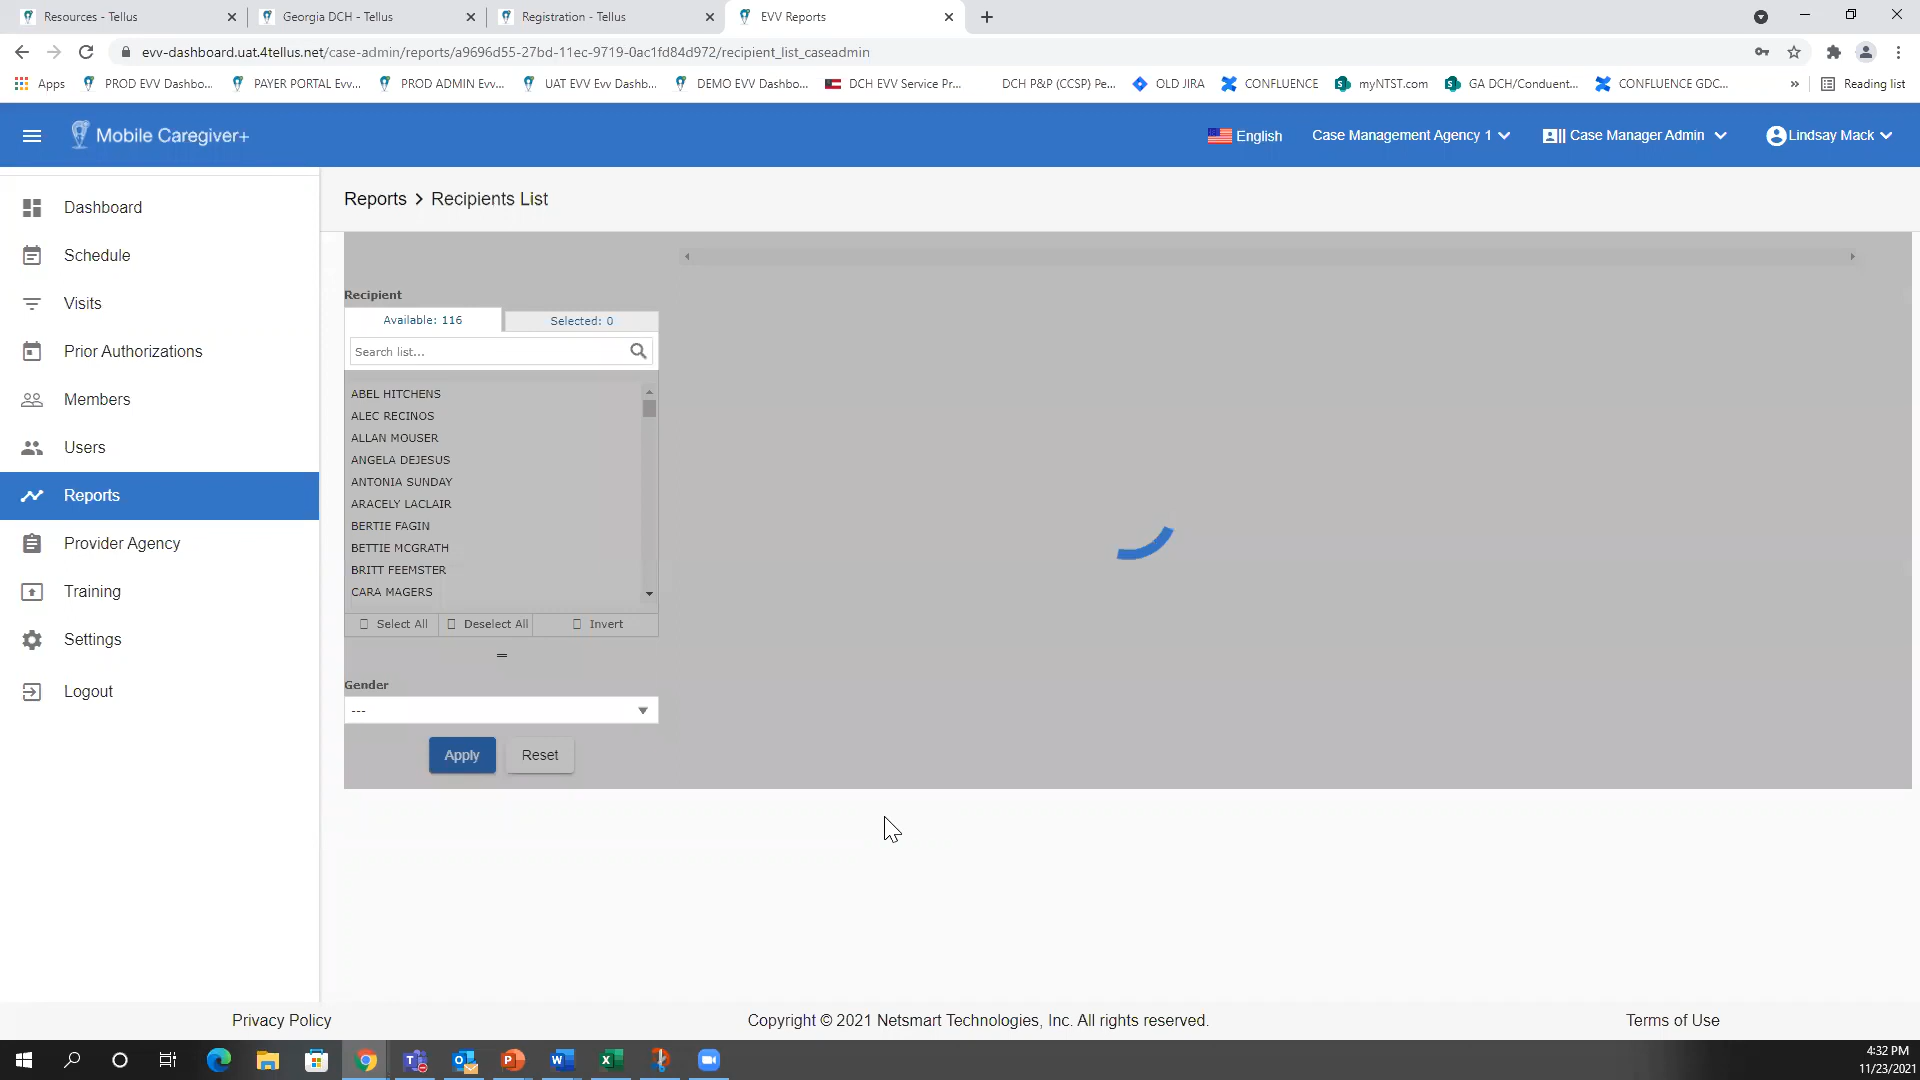 Resources - Tellus
Georgia DCH - Tellus
Registration - Tellus
EVV Reports
evv-dashboard.uat.4tellus.net/case-admin/reports/a9696d55-27bd-11ec-9719-0ac1fd84d972/recipient_list_caseadmin
Apps
PROD EVV Dashbo...
PAYER PORTAL Evv...
PROD ADMIN Evv...
UAT EVV Evv Dashb...
DEMO EVV Dashbo...
DCH EVV Service Pr...
DCH P&P (CCSP) Pe...
OLD JIRA
CONFLUENCE
myNTST.com
GA DCH/Conduent...
CONFLUENCE GDC...
»
Reading list
Mobile Caregiver+
English
Case Management Agency 1
Case Manager Admin
Lindsay Mack
Dashboard
Schedule
Visits
Prior Authorizations
Members
Users
Reports
Provider Agency
Training
Settings
Logout
Reports > Recipients List
Recipient
Available: 116
Selected: 0
Search list...
ABEL HITCHENS
ALEC RECINOS
ALLAN MOUSER
ANGELA DEJESUS
ANTONIA SUNDAY
ARACELY LACLAIR
BERTIE FAGIN
BETTIE MCGRATH
BRITT FEEMSTER
CARA MAGERS
Select All
Deselect All
Invert
Gender
---
Apply
Reset
Privacy Policy
Copyright © 2021 Netsmart Technologies, Inc. All rights reserved.
Terms of Use
4:32 PM
11/23/2021